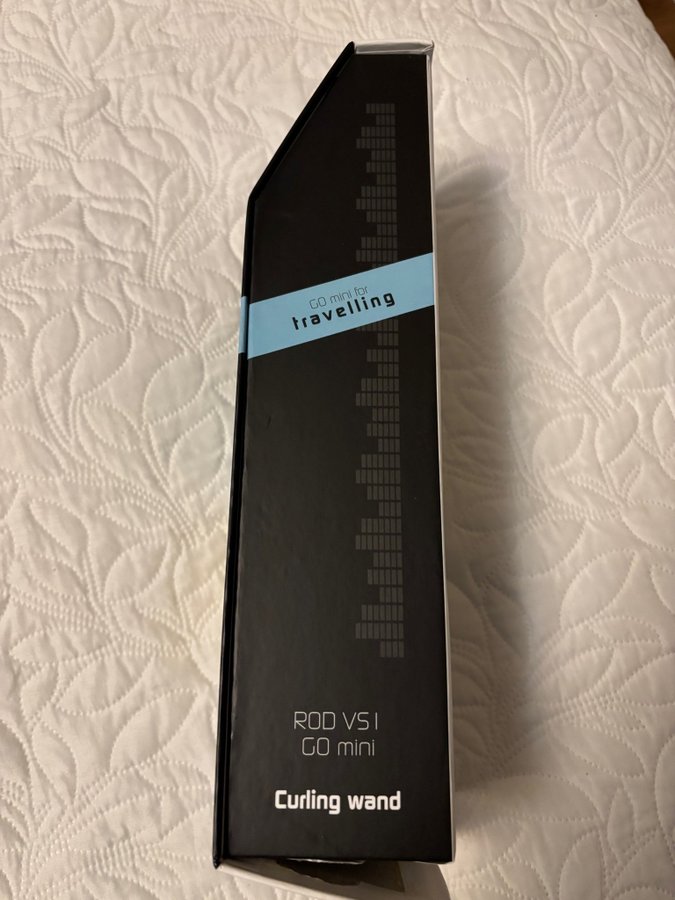 GO mini for
travelling
ROD VS1
GO mini
Curling wand